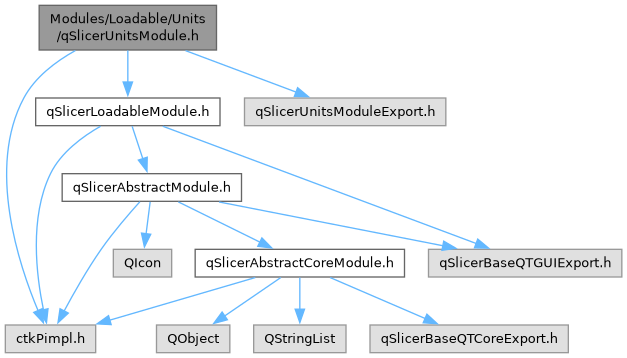 Modules/Loadable/Units
/qSlicerUnitsModule.h
qSlicerLoadableModule.h
qSlicerUnitsModuleExport.h
qSlicerAbstractModule.h
QIcon
qSlicerAbstractCoreModule.h
qSlicerBaseQTGUIExport.h
ctkPimpl.h
QObject
QStringList
qSlicerBaseQTCoreExport.h